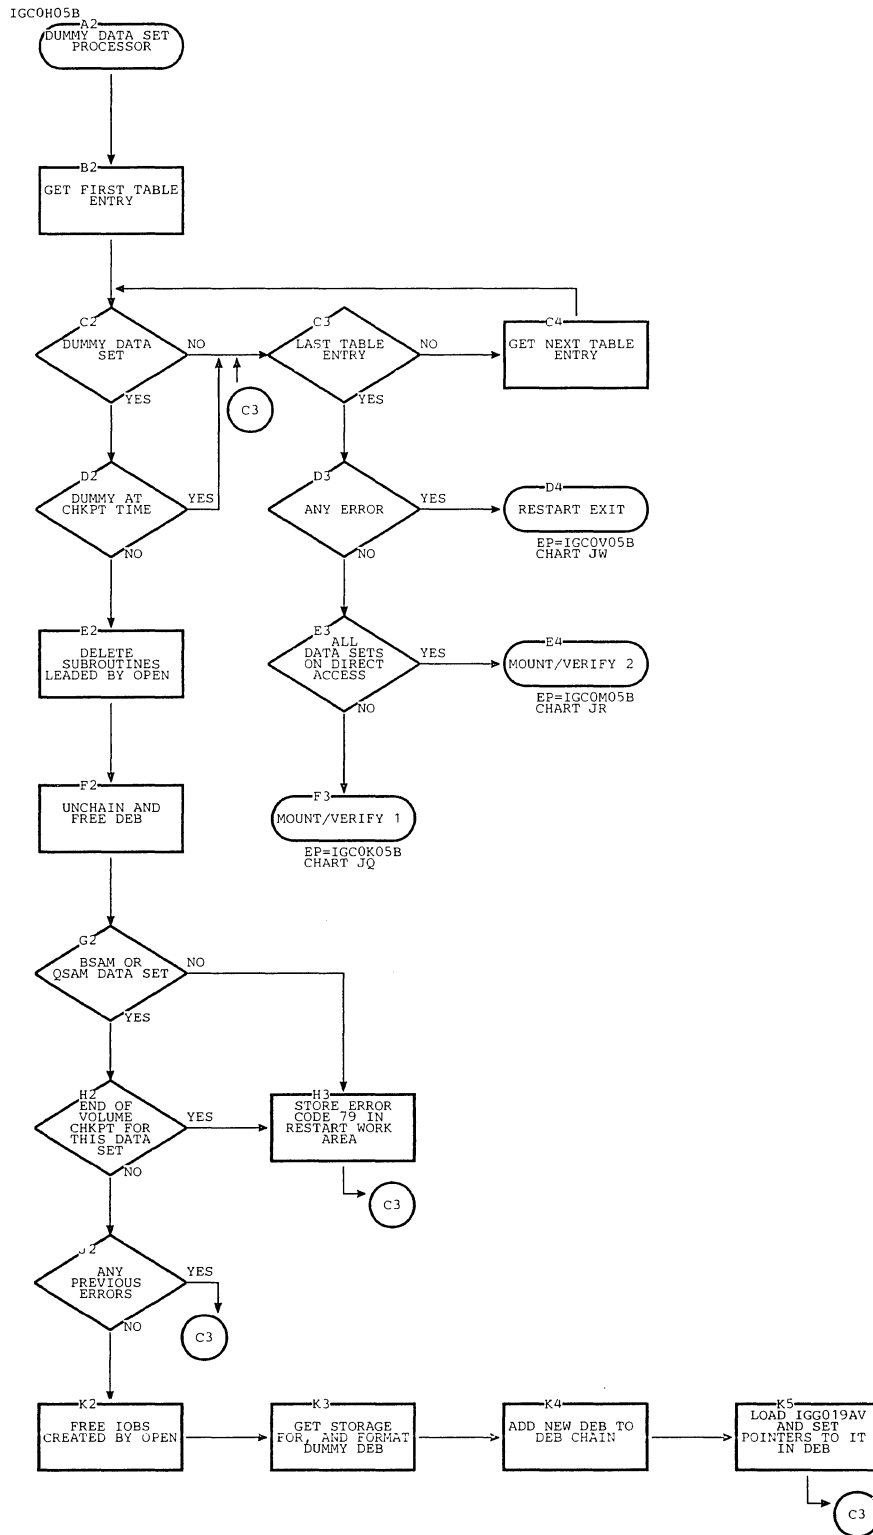 IGC0H05B
A2
DUMMY DATA SET
PROCESSOR
B2
GET FIRST TABLE
ENTRY
C2
DUMMY DATA
SET
NO
YES
C3
LAST TABLE
ENTRY
NO
YES
C4
GET NEXT TABLE
ENTRY
C3
D2
DUMMY AT
CHKPT TIME
YES
NO
D3
ANY ERROR
YES
NO
D4
RESTART EXIT
EP=IGC0V05B
CHART JW
E2
DELETE
SUBROUTINES
LEADED BY OPEN
E3
ALL
DATA SETS
ON DIRECT
ACCESS
YES
NO
E4
MOUNT/VERIFY 2
EP=IGC0M05B
CHART JR
F2
UNCHAIN AND
FREE DEB
F3
MOUNT/VERIFY 1
EP=IGC0K05B
CHART JQ
G2
BSAM OR
QSAM DATA SET
NO
YES
H2
END OF
VOLUME
CHKPT FOR
THIS DATA
SET
YES
NO
H3
STORE ERROR
CODE 79 IN
RESTART WORK
AREA
C3
J2
ANY
PREVIOUS
ERRORS
YES
NO
C3
K2
FREE IOBS
CREATED BY OPEN
K3
GET STORAGE
FOR, AND FORMAT
DUMMY DEB
K4
ADD NEW DEB TO
DEB CHAIN
K5
LOAD IGG019AV
AND SET
POINTERS TO IT
IN DEB
C3